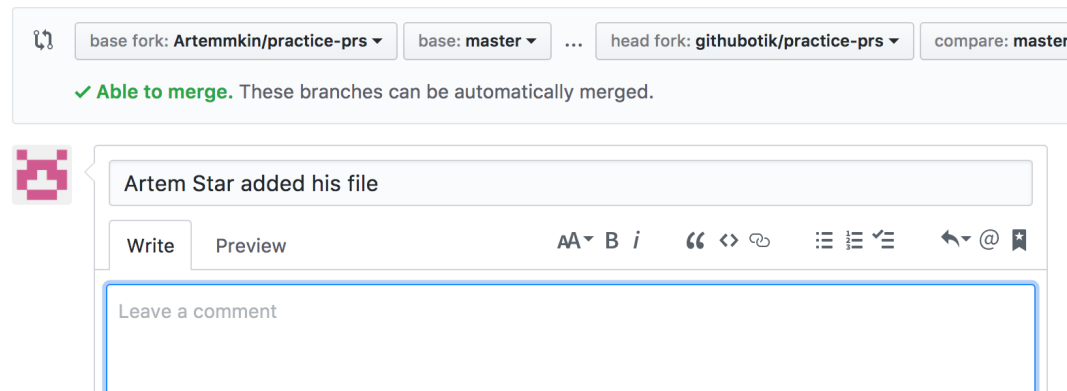 base fork: Artemmkin/practice-prs base: master ... head fork: githubotik/practice-prs compare: master
Able to merge. These branches can be automatically merged.
Artem Star added his file
Write Preview AA B i
Leave a comment